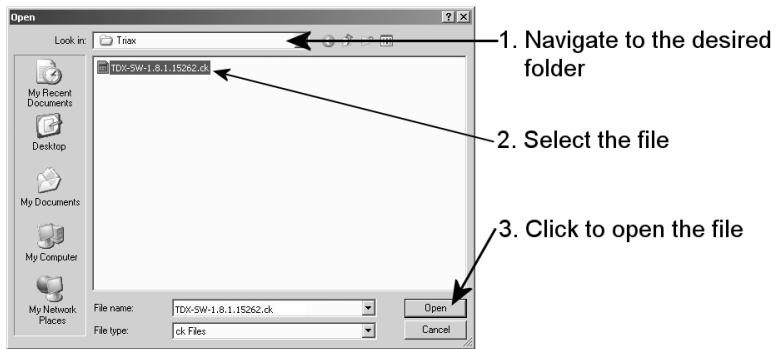 Open
Look in:
Triax
1. Navigate to the desired
folder
TDX-SW-1.8.1.15262.ck
My Recent
Documents
Desktop
2. Select the file
My Documents
3. Click to open the file
My Computer
My Network
Places
File name:
TDX-SW-1.8.1.15262.ck
Open
File type:
ck Files
Cancel